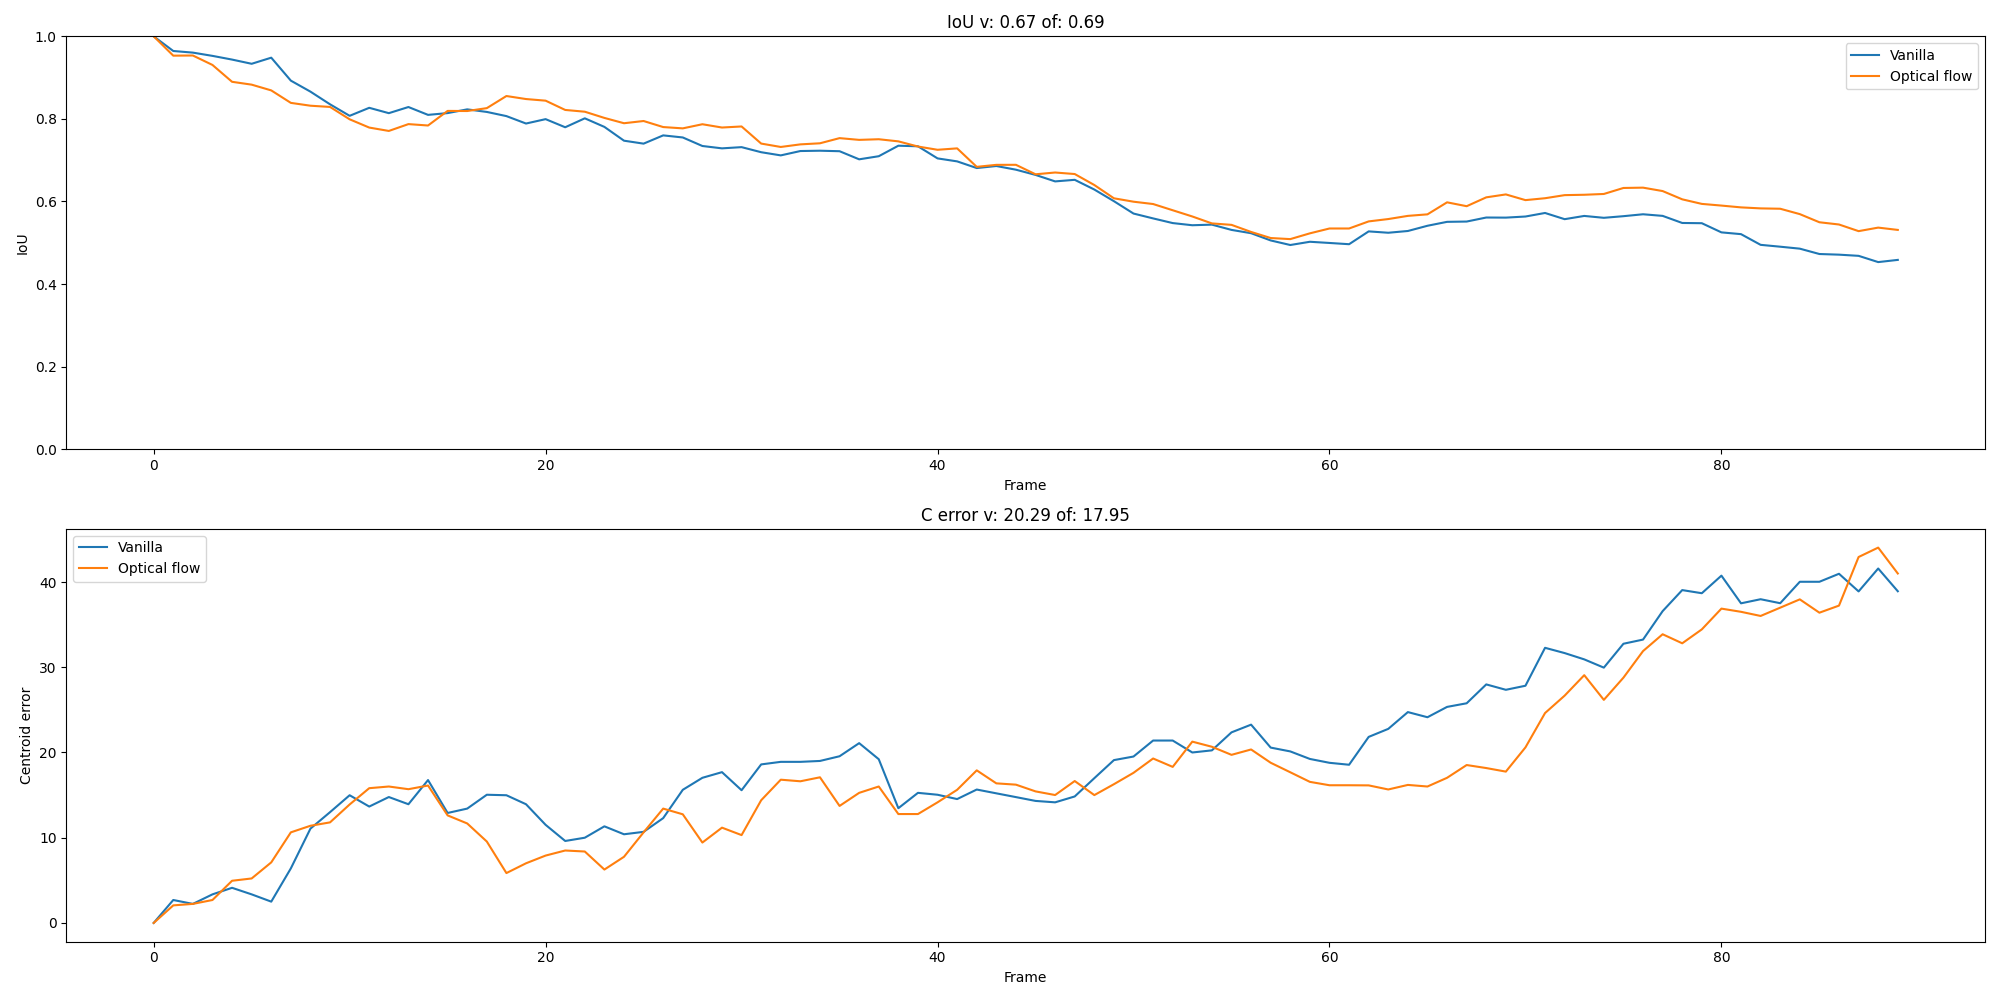 IoU v: 0.67 of: 0.69
1.0
0.8
0.6
0.4
0.2
0.0
IoU
Vanilla
Optical flow
0 20 40 60 80
Frame
C error v: 20.29 of: 17.95
Vanilla
Optical flow
40
30
20
10
0
Centroid error
0 20 40 60 80
Frame